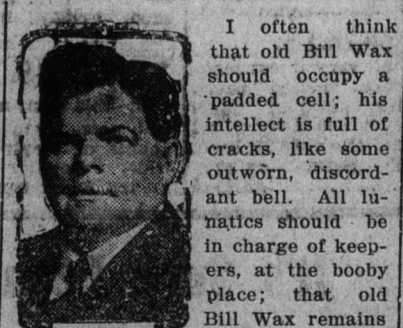 I often think
that old Bill Wax
should occupy a
padded cell; his
intellect is full of
cracks, like some
outworn, discord-
ant bell. All lu-
natics should be
in charge of keep-
ers, at the booby
place; that old
Bill Wax remains